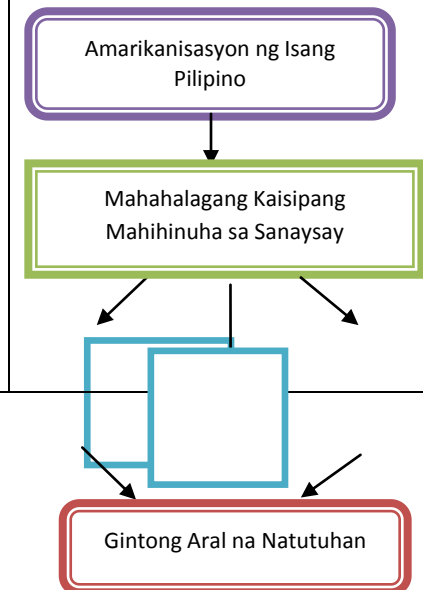 Amarikanisasyon ng Isang
Pilipino
Mahahalagang Kaisipang
Mahihinuha sa Sanaysay
Gintong Aral na Natutuhan